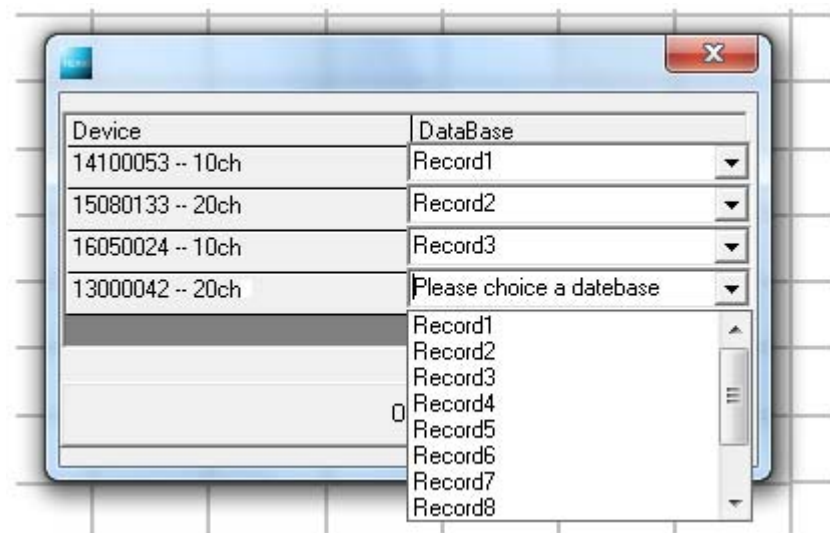 Device DataBase
14100053 -- 10ch Record1
15080133 -- 20ch Record2
16050024 -- 10ch Record3
13000042 -- 20ch Please choice a datebase
Record1
Record2
Record3
Record4
Record5
Record6
Record7
Record8